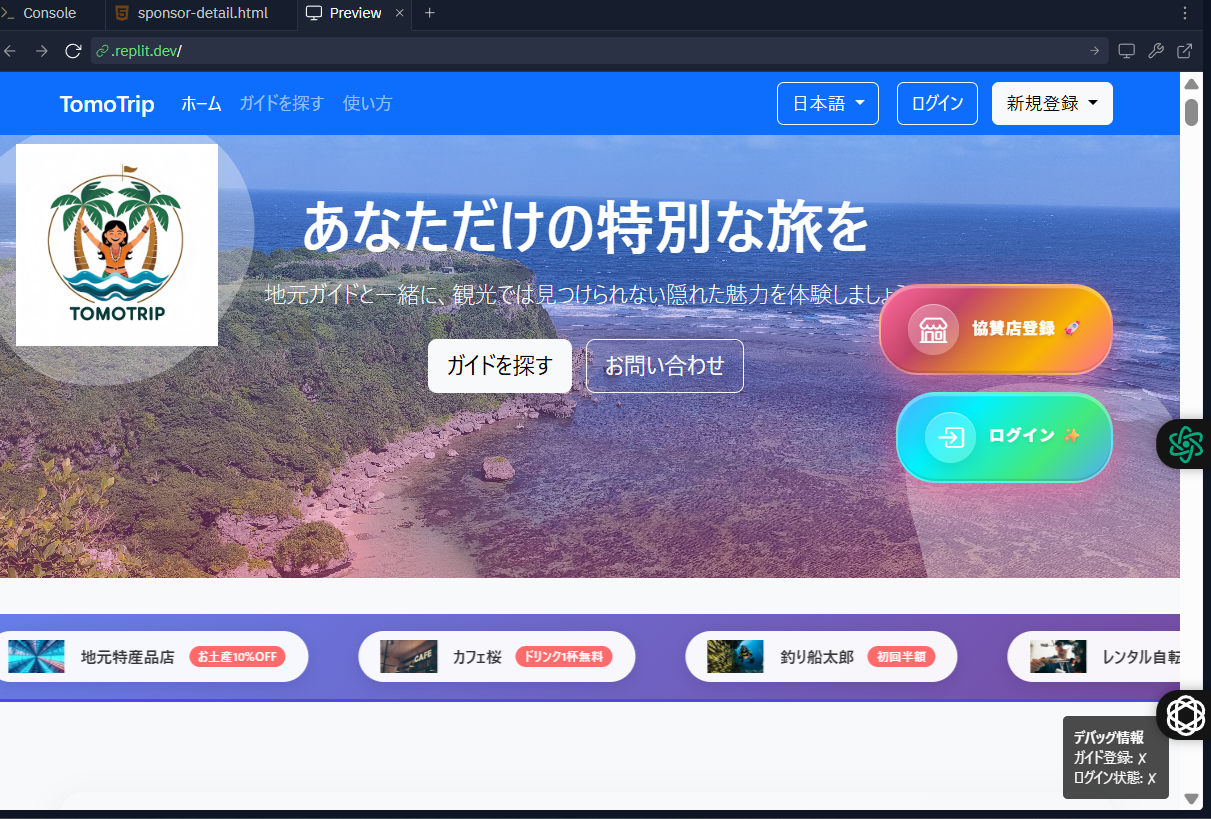 Console
sponsor-detail.html
Preview
.replit.dev/
TomoTrip ホーム ガイドを探す 使い方 日本語 ログイン 新規登録
TOMOTRIP
あなただけの特別な旅を
地元ガイドと一緒に、観光では見つけられない隠れた魅力を体験しましょ
ガイドを探す
お問い合わせ
協賛店登録 🚀
ログイン ✨
地元特産品店 お土産10%OFF
カフェ桜 ドリンク1杯無料
釣り船太郎 初回半額
レンタル自転
CAFE
デバッグ情報
ガイド登録: ✗
ログイン状態: ✗